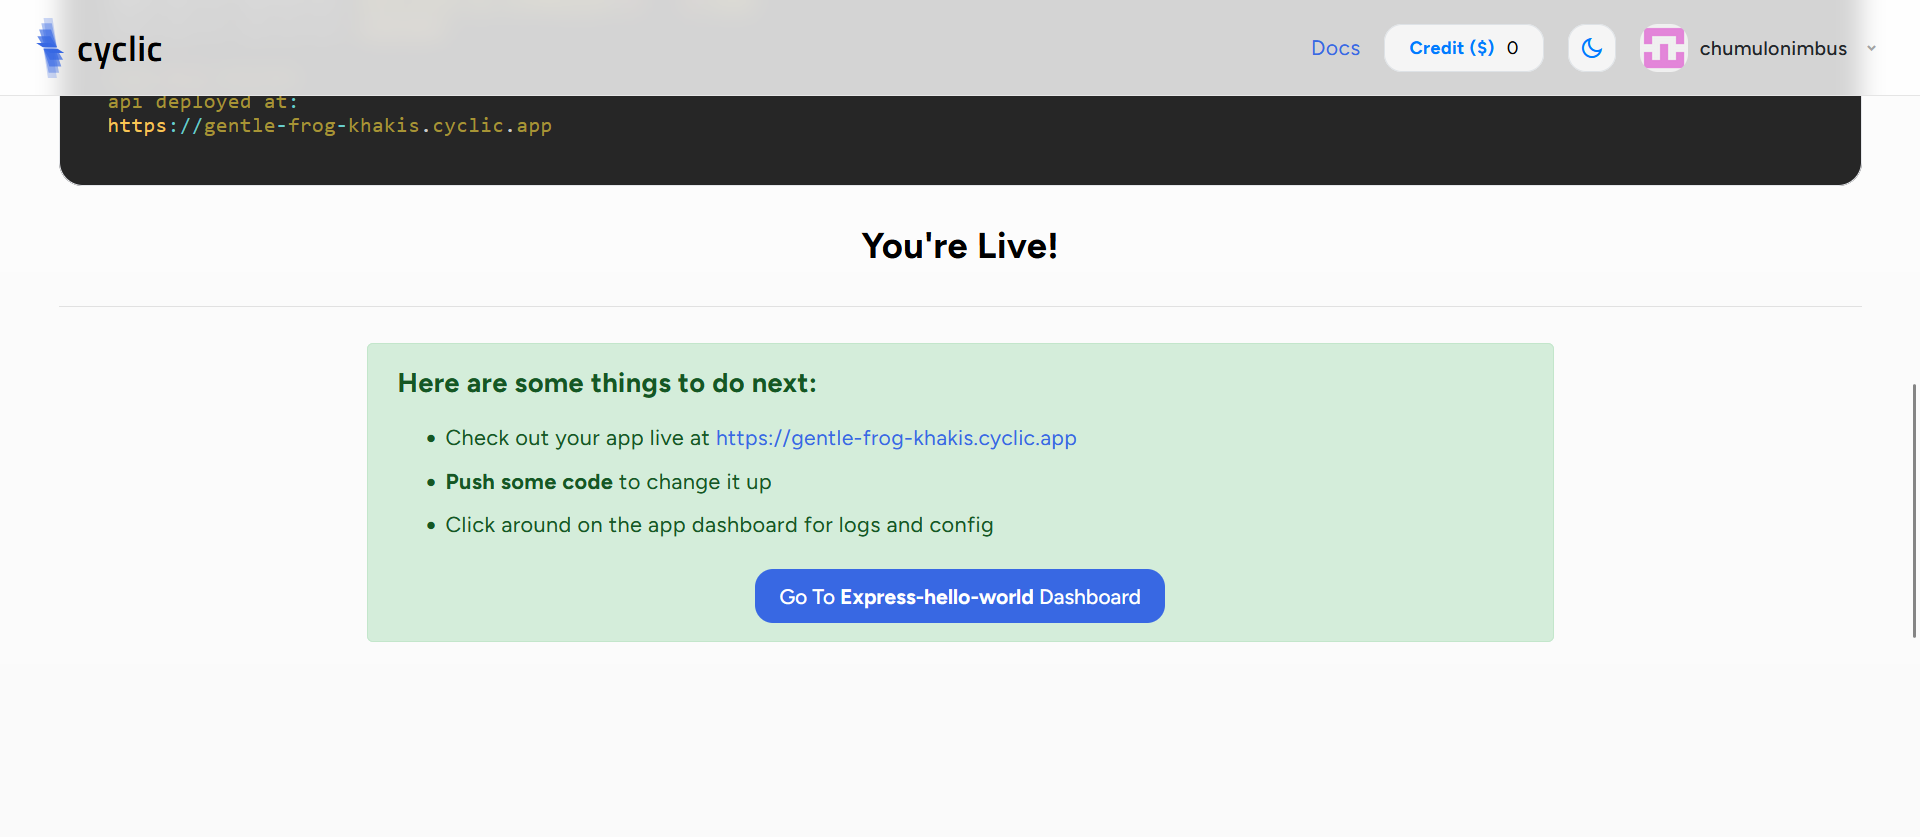 cyclic
Docs
Credit ($) 0
chumulonimbus
api deployed at:
https://gentle-frog-khakis.cyclic.app
You're Live!
Here are some things to do next:
• Check out your app live at https://gentle-frog-khakis.cyclic.app
• Push some code to change it up
• Click around on the app dashboard for logs and config
Go To Express-hello-world Dashboard